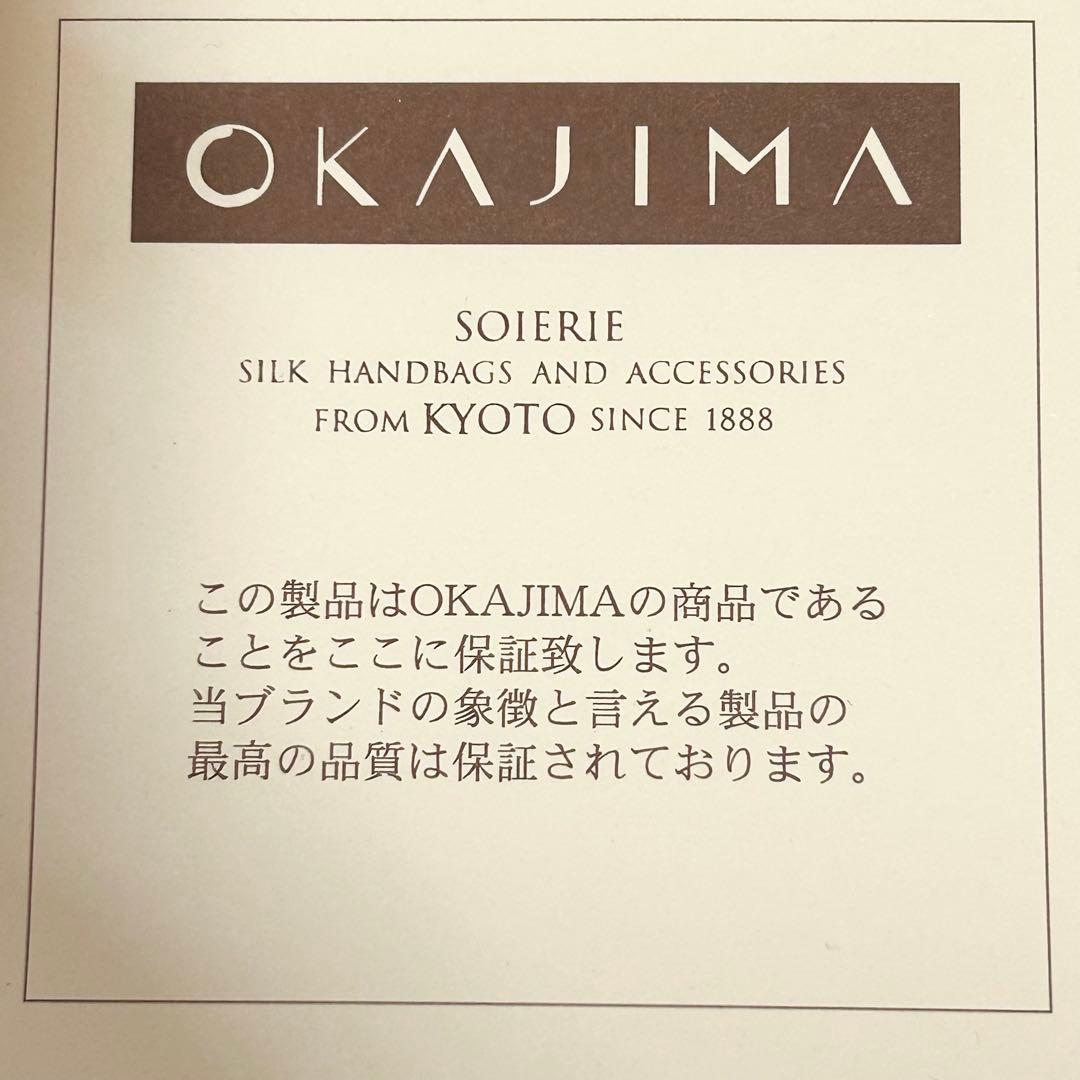 OKAJIMA
SOIERIE
SILK HANDBAGS AND ACCESSORIES
FROM KYOTO SINCE 1888
この製品はOKAJIMAの商品である
ことをここに保証致します。
当ブランドの象徴と言える製品の
最高の品質は保証されております。